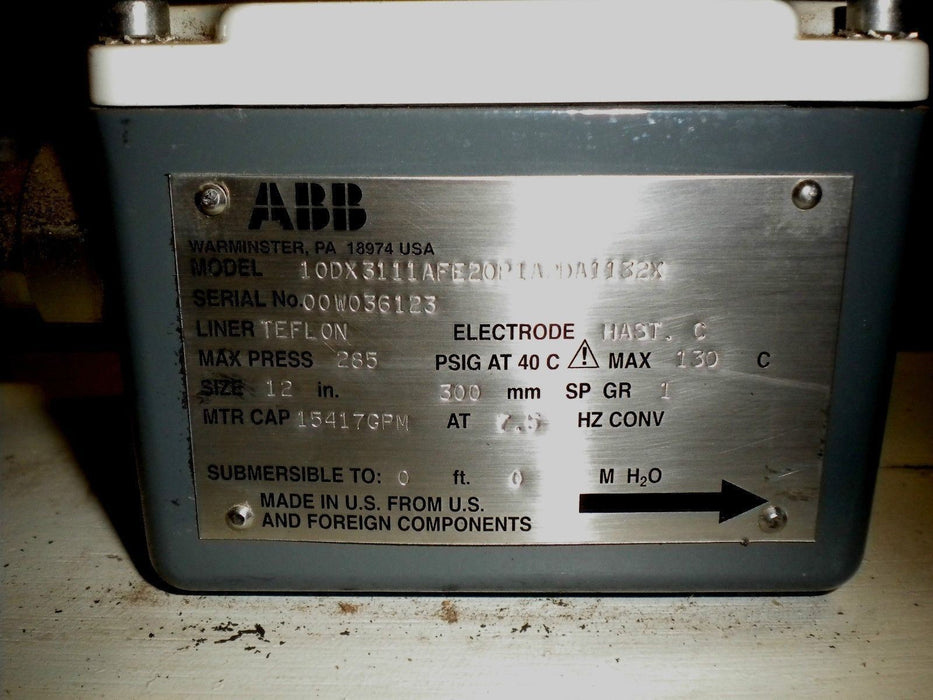 ABB
WARMINSTER, PA 18974 USA
MODEL
SERIAL No. 00W036123
LINER TEFLON ELECTRODE HAST. C
MAX PRESS 285 PSIG AT 40 C MAX 130 C
SIZE 12 in. 300 mm SP GR 1
MTR CAP 15417GPM AT 7.5 HZ CONV
SUBMERSIBLE TO: 0 ft. 0 M H₂O
MADE IN U.S. FROM U.S.
AND FOREIGN COMPONENTS